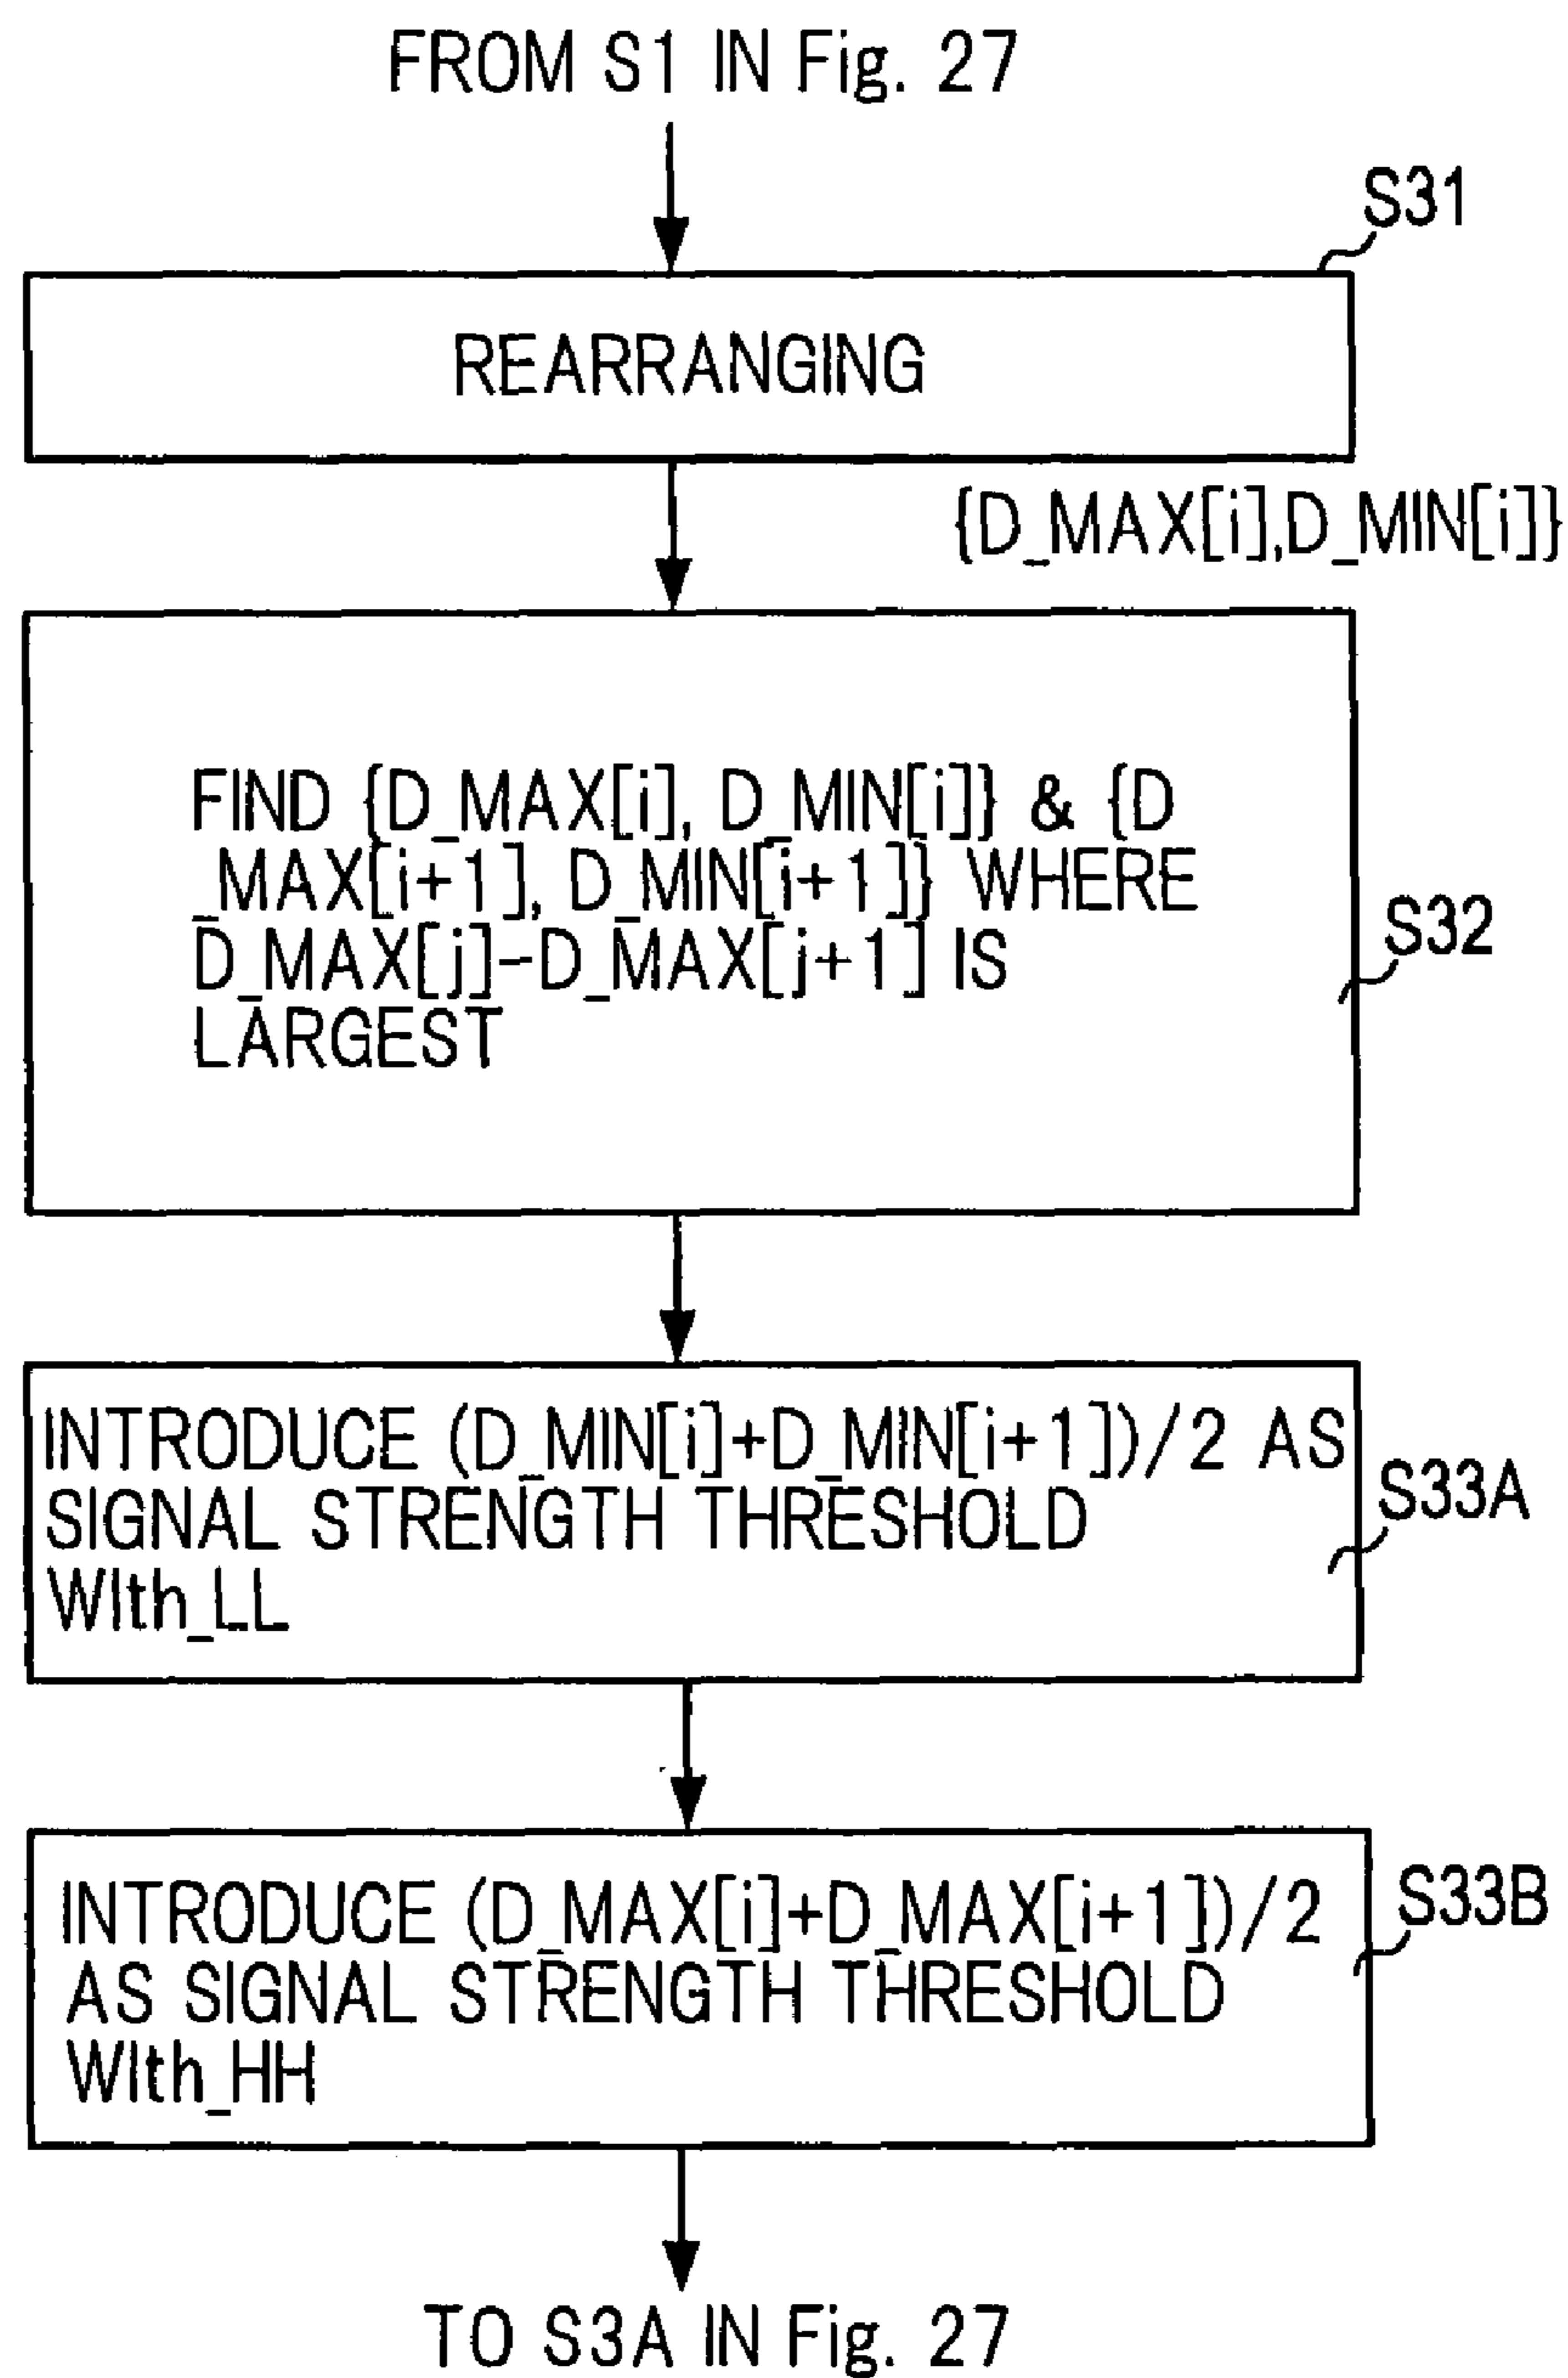 FROM S1 IN Fig. 27
S31
REARRANGING
{D_MAX[i],D_MIN[i]}
FIND {D_MAX[i], D_MIN[i]} & {D
_MAX[i+1], D_MIN[i+1]} WHERE
D_MAX[j]-D_MAX[j+1] IS
LARGEST
S32
INTRODUCE (D_MIN[i]+D_MIN[i+1])/2 AS
SIGNAL STRENGTH THRESHOLD
WIth_LL
S33A
INTRODUCE (D_MAX[i]+D_MAX[i+1])/2
AS SIGNAL STRENGTH THRESHOLD
WIth_HH
S33B
TO S3A IN Fig. 27